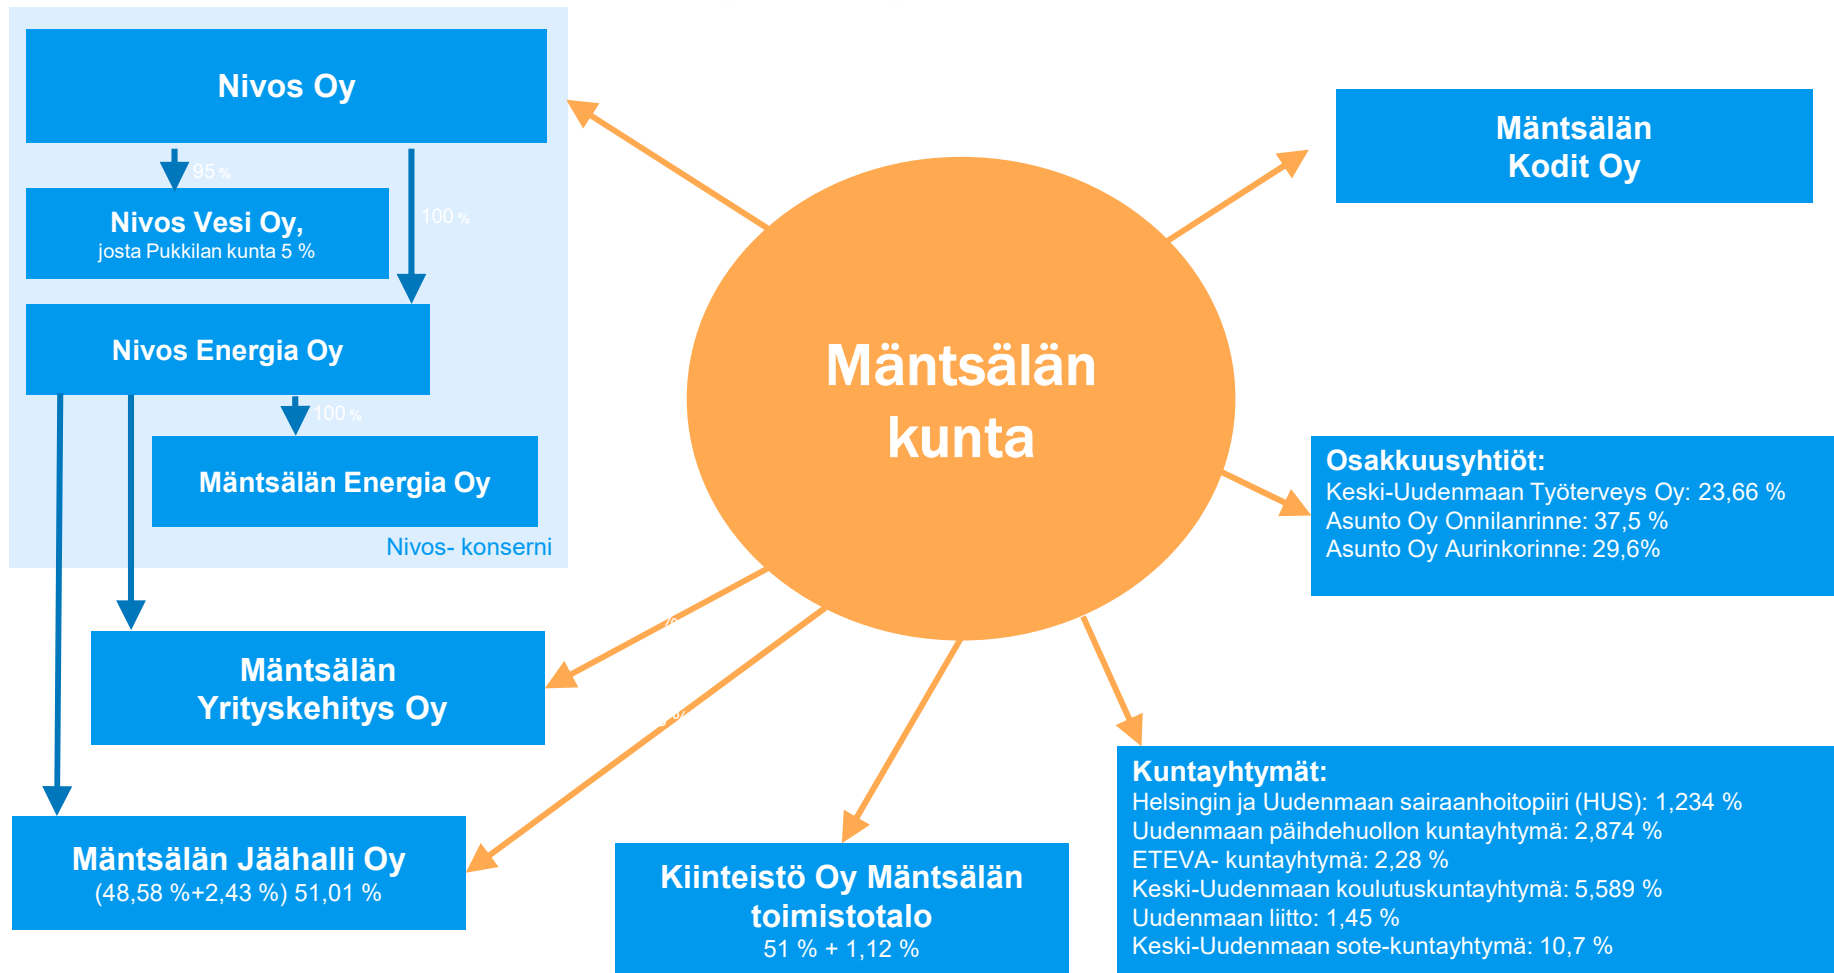 Nivos Oy
95 %
Nivos Vesi Oy,
josta Pukkilan kunta 5 %
100 %
Nivos Energia Oy
100 %
Mäntsälän Energia Oy
Nivos- konserni
Mäntsälän
Yrityskehitys Oy
Mäntsälän Jäähalli Oy
(48,58 %+2,43 %) 51,01 %
Mäntsälän
kunta
%
Kiinteistö Oy Mäntsälän
toimistotalo
51 % + 1,12 %
Mäntsälän
Kodit Oy
Osakkuusyhtiöt:
Keski-Uudenmaan Työterveys Oy: 23,66 %
Asunto Oy Onnilanrinne: 37,5 %
Asunto Oy Aurinkorinne: 29,6%
Kuntayhtymät:
Helsingin ja Uudenmaan sairaanhoitopiiri (HUS): 1,234 %
Uudenmaan päihdehuollon kuntayhtymä: 2,874 %
ETEVA- kuntayhtymä: 2,28 %
Keski-Uudenmaan koulutuskuntayhtymä: 5,589 %
Uudenmaan liitto: 1,45 %
Keski-Uudenmaan sote-kuntayhtymä: 10,7 %